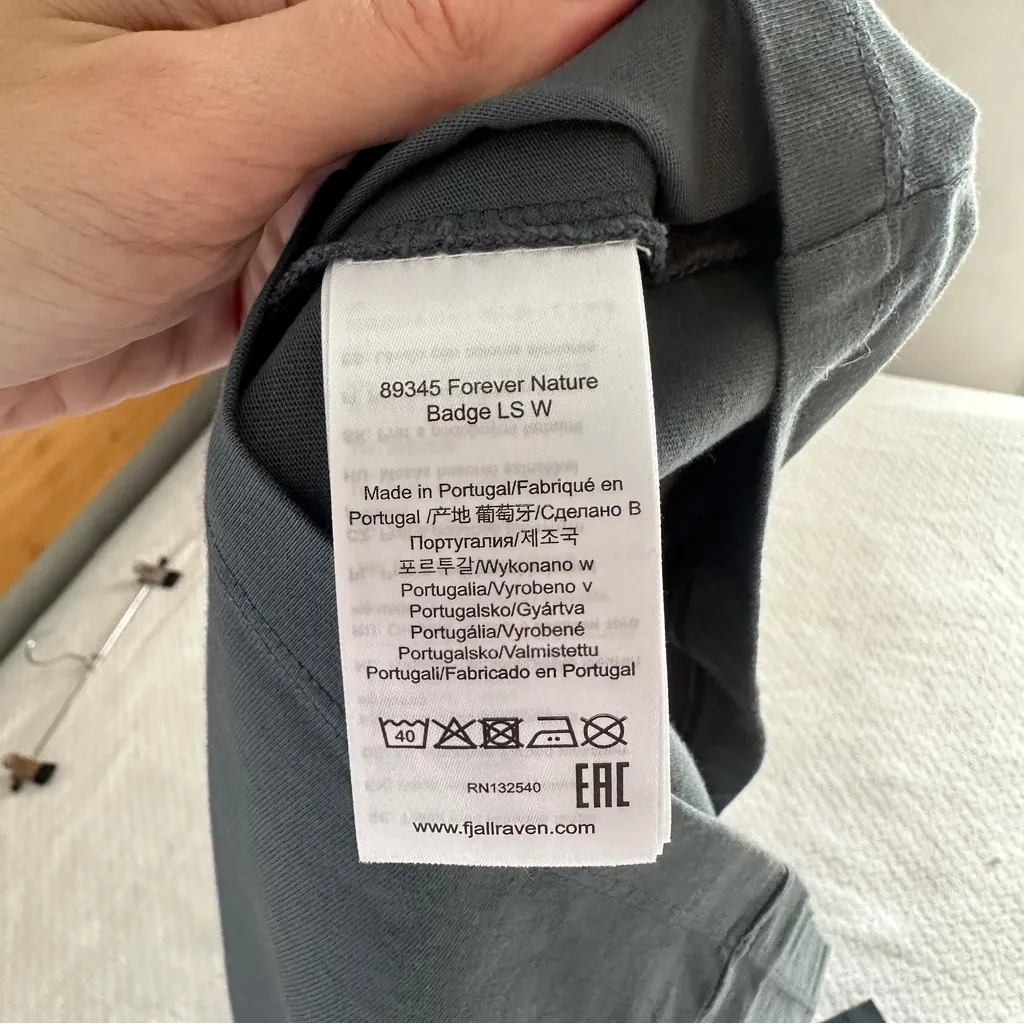 89345 Forever Nature
Badge LS W
Made in Portugal/Fabriqué en
Portugal /产地 葡萄牙/Сделано В
Португалия/제조국
포르투갈/Wykonano w
Portugalia/Vyrobeno v
Portugalsko/Gyártva
Portugália/Vyrobené
Portugalsko/Valmistettu
Portugali/Fabricado en Portugal
40
RN132540
EAC
www.fjallraven.com